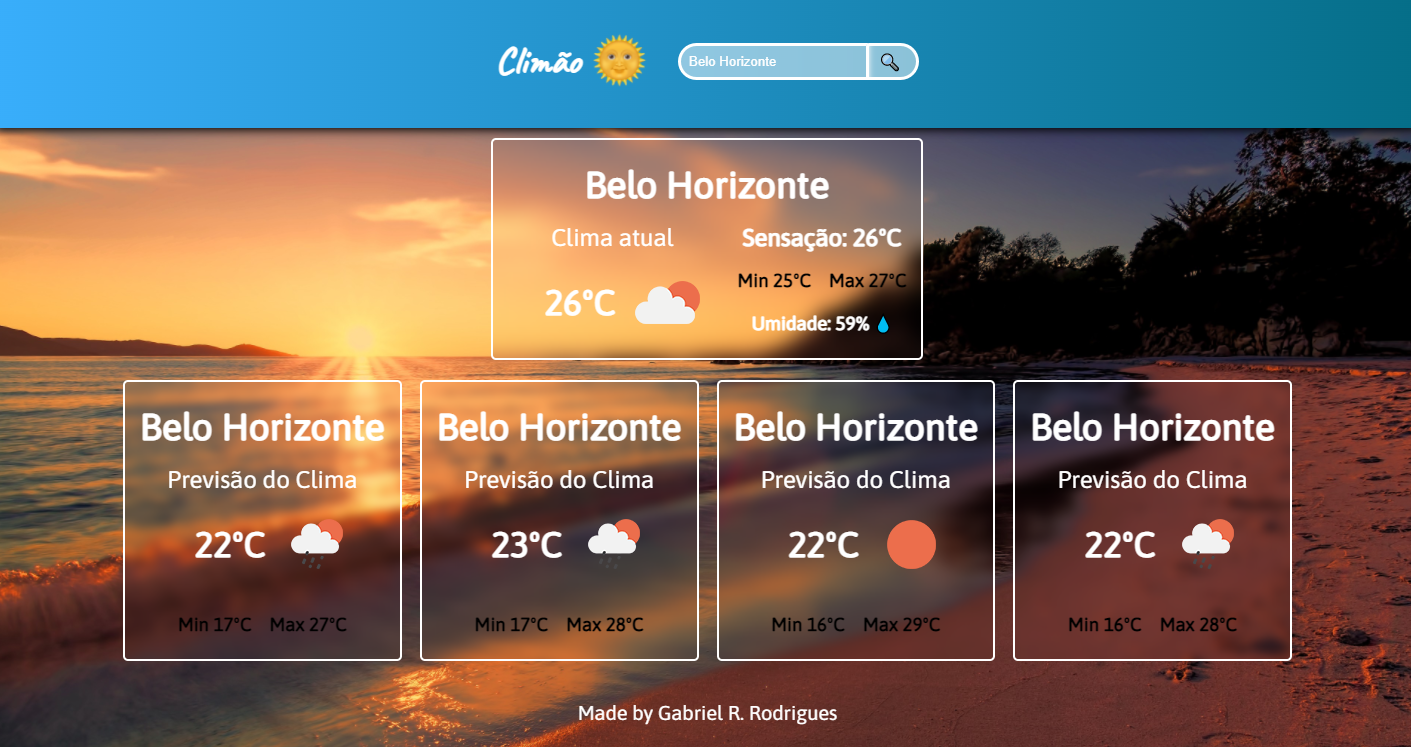 Climão
Belo Horizonte
Belo Horizonte
Clima atual
Sensação: 26°C
26°C
Min 25°C Max 27°C
Umidade: 59%
Belo Horizonte
Previsão do Clima
22°C
Min 17°C Max 27°C
Belo Horizonte
Previsão do Clima
23°C
Min 17°C Max 28°C
Belo Horizonte
Previsão do Clima
22°C
Min 16°C Max 29°C
Belo Horizonte
Previsão do Clima
22°C
Min 16°C Max 28°C
Made by Gabriel R. Rodrigues